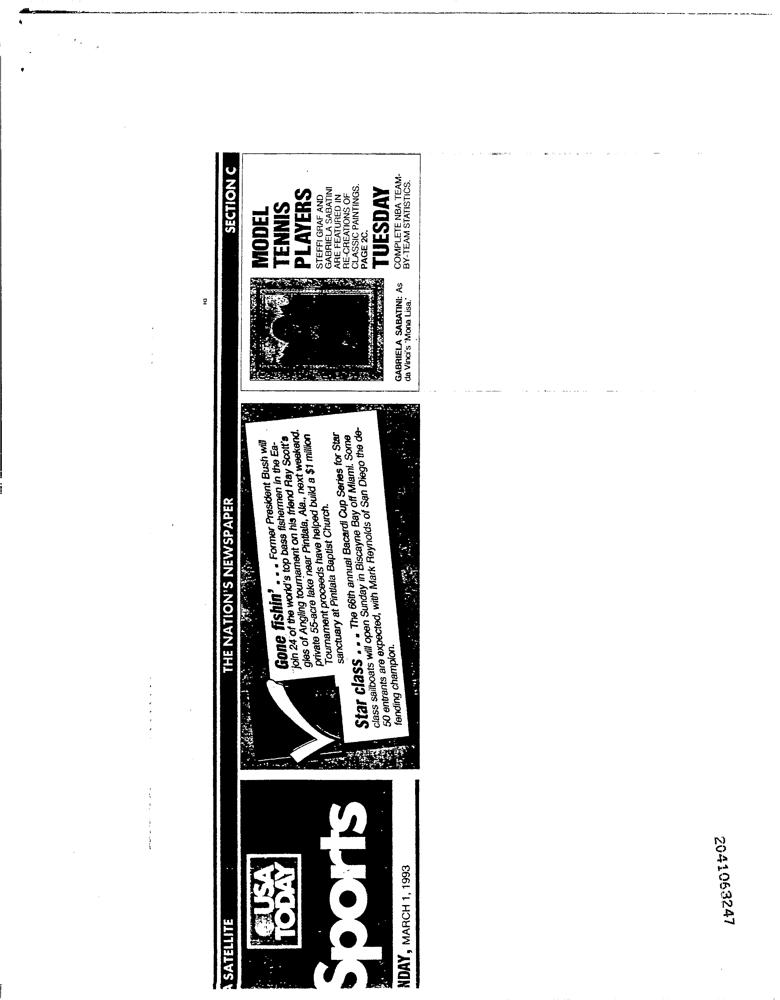 A SATELLITE THE NATION'S NEWSPAPER SECTION C
USA
TODAY
Sports
NDAY, MARCH 1, 1993
Gone fishin' . . . Former President Bush will
join 24 of the world's top bass fishermen in the Ea-
gles of Angling tournament on his friend Ray Scott's
private 55-acre lake near Pintlala, Ala., next weekend.
Tournament proceeds have helped build a $1 million
sanctuary at Pintlala Baptist Church.
Star class . . . The 66th annual Bacardi Cup Series for Star
class sailboats will open Sunday in Biscayne Bay off Miami. Some
50 entrants are expected, with Mark Reynolds of San Diego the de-
fending champion.
MODEL
TENNIS
PLAYERS
STEFFI GRAF AND
GABRIELA SABATINI
ARE FEATURED IN
RE-CREATIONS OF
CLASSIC PAINTINGS.
PAGE 2C.
TUESDAY
COMPLETE NBA TEAM-
BY-TEAM STATISTICS.
GABRIELA SABATINI: As
da Vinci's 'Mona Lisa.'
2041063247